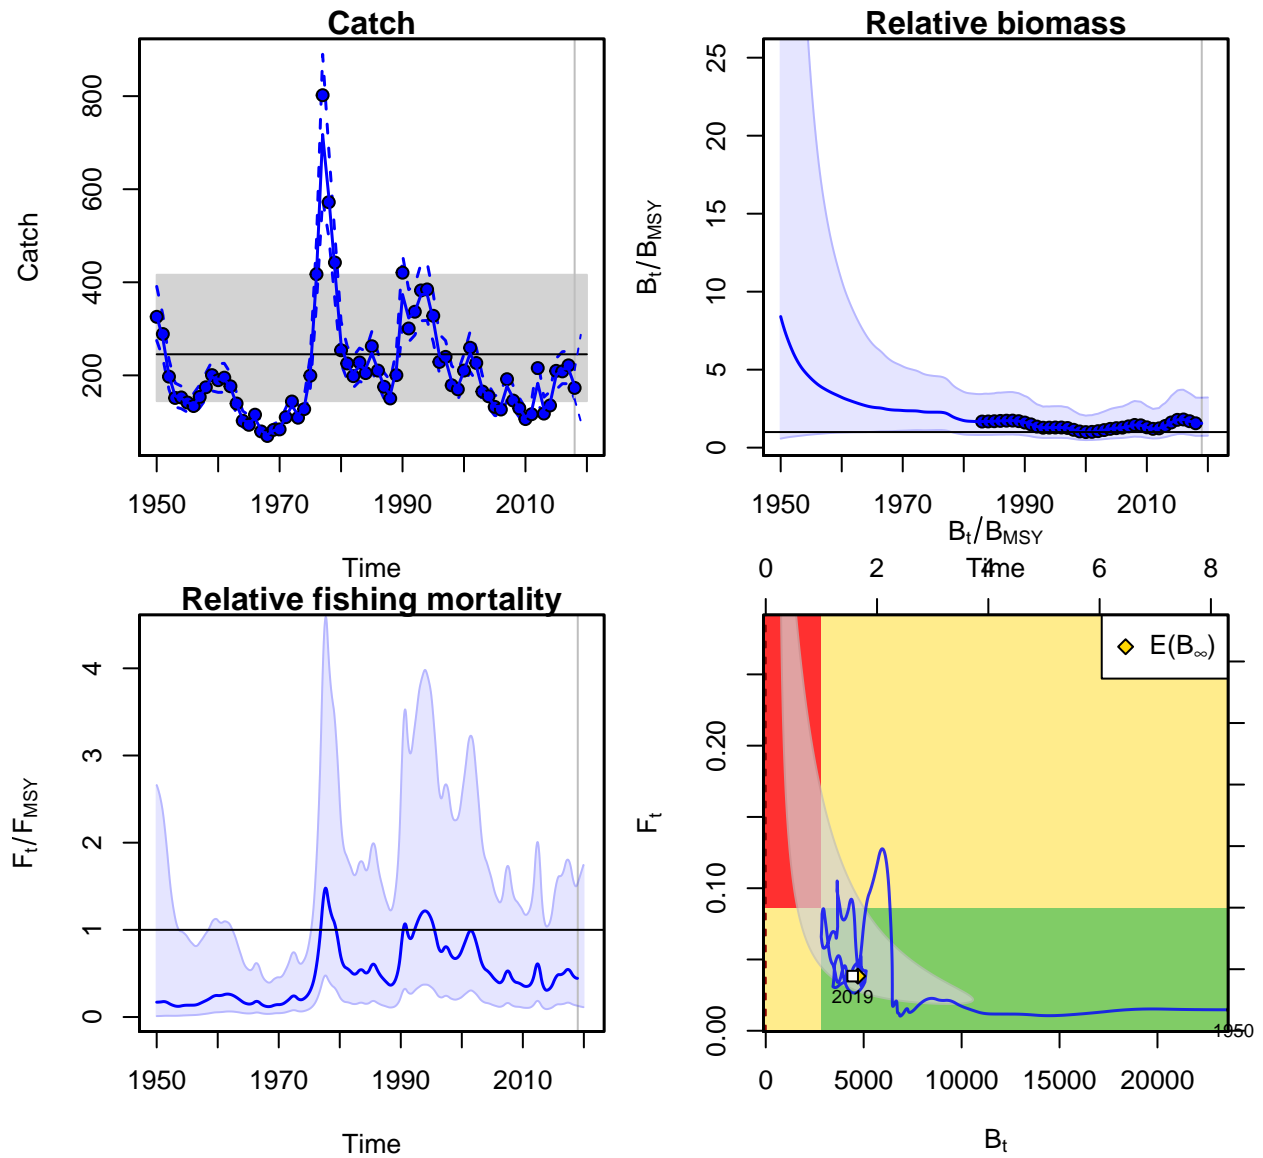 Catch
Catch
200 400 600 800
1950 1970 1990 2010
Time
Relative biomass
Bt/BMSY
0 5 10 15 20 25
1950 1970 1990 2010
Time
Relative fishing mortality
Ft/FMSY
0 1 2 3 4
1950 1970 1990 2010
Time
Bt/BMSY
0 2 4 6 8
E(B∞)
Ft
0.00 0.10 0.20
2019
1950
0 5000 10000 15000 20000
Bt